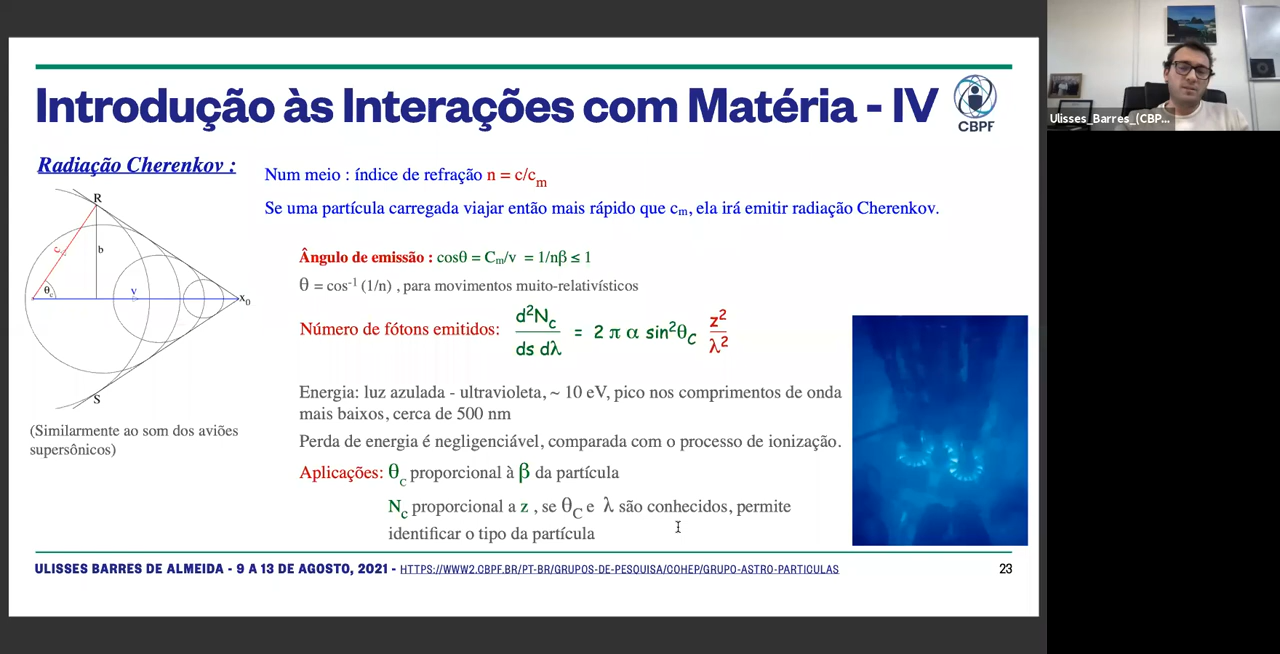 Introdução às Interações com Matéria - IV
CBPF
Ulisses_Barres_(CBP...
Radiação Cherenkov :
R
c
b
θc
v
x0
S
(Similarmente ao som dos aviões
supersônicos)
Num meio : índice de refração n = c/cm
Se uma partícula carregada viajar então mais rápido que cm, ela irá emitir radiação Cherenkov.
Ângulo de emissão : cosθ = Cm/v = 1/nβ ≤ 1
θ = cos-1 (1/n) , para movimentos muito-relativísticos
Número de fótons emitidos: d²Nc / ds dλ = 2 π α sin²θC z² / λ²
Energia: luz azulada - ultravioleta, ~ 10 eV, pico nos comprimentos de onda
mais baixos, cerca de 500 nm
Perda de energia é negligenciável, comparada com o processo de ionização.
Aplicações: θc proporcional à β da partícula
Nc proporcional a z , se θC e λ são conhecidos, permite
identificar o tipo da partícula
ULISSES BARRES DE ALMEIDA - 9 A 13 DE AGOSTO, 2021 - HTTPS://WWW2.CBPF.BR/PT-BR/GRUPOS-DE-PESQUISA/COHEP/GRUPO-ASTRO-PARTICULAS
23